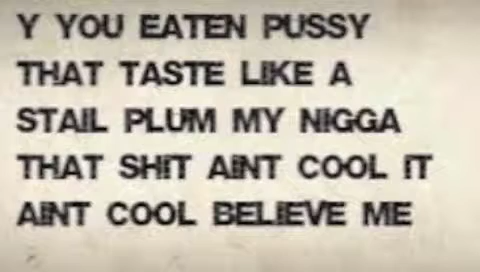 Y YOU EATEN PUSSY
THAT TASTE LIKE A
STAIL PLUM MY NIGGA
THAT SHIT AINT COOL IT
AINT COOL BELIEVE ME